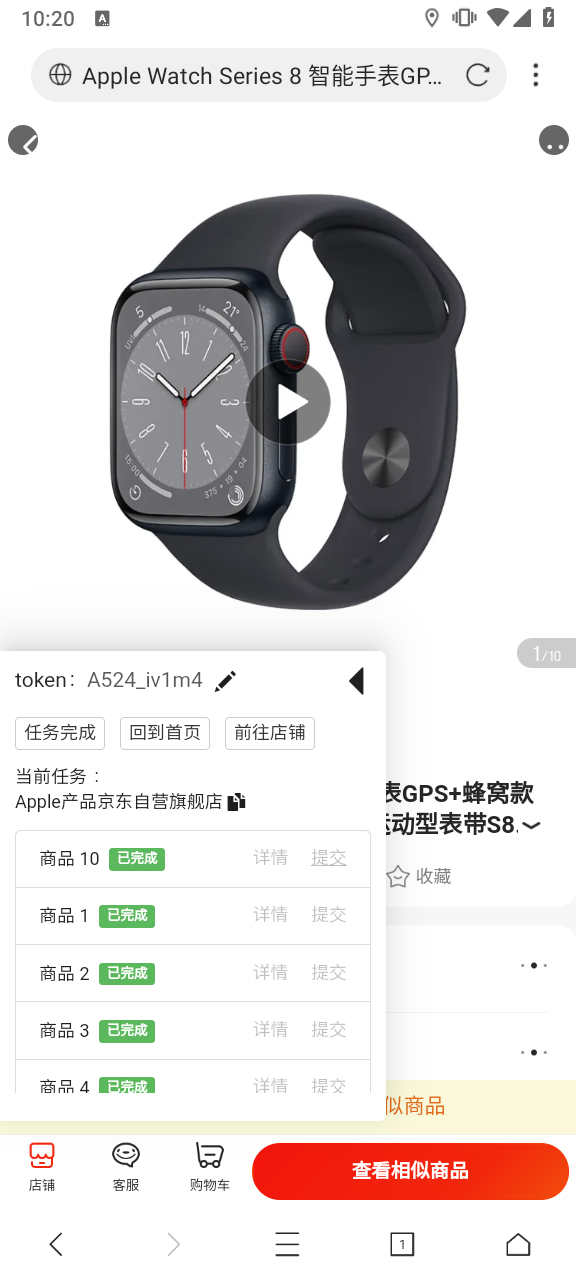 10:20
A
Apple Watch Series 8 智能手表GP...
1/10
token: A524_iv1m4
任务完成 回到首页 前往店铺
当前任务：
Apple产品京东自营旗舰店
表GPS+蜂窝款
运动型表带S8.
收藏
商品 10 已完成 详情 提交
商品 1 已完成 详情 提交
商品 2 已完成 详情 提交
商品 3 已完成 详情 提交
商品 4 已完成 详情 提交
似商品
店铺 客服 购物车 查看相似商品
1